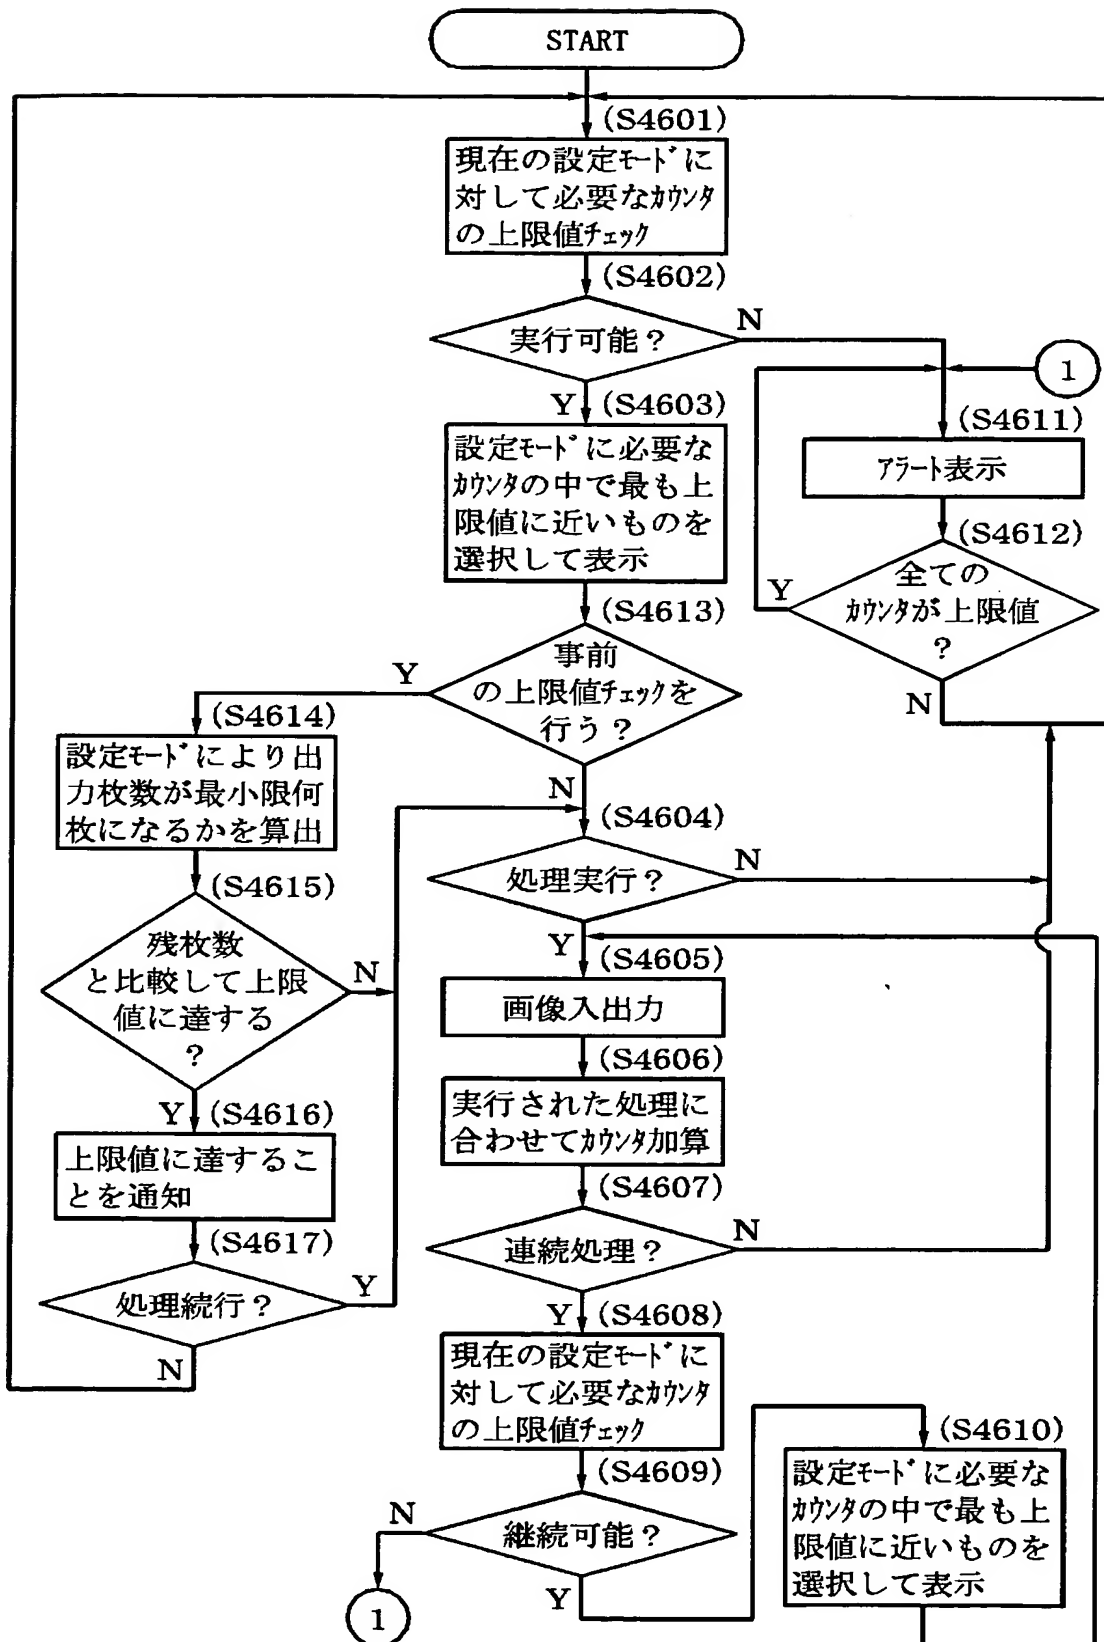 START
(S4601)
現在の設定ﾓｰﾄﾞに
対して必要なｶｳﾝﾀ
の上限値ﾁｪｯｸ
(S4602)
実行可能？
N
Y
(S4603)
設定ﾓｰﾄﾞに必要な
ｶｳﾝﾀの中で最も上
限値に近いものを
選択して表示
1
(S4611)
ｱﾗｰﾄ表示
(S4612)
全ての
ｶｳﾝﾀが上限値
？
Y
N
(S4613)
事前
の上限値ﾁｪｯｸを
行う？
Y
N
(S4614)
設定ﾓｰﾄﾞにより出
力枚数が最小限何
枚になるかを算出
(S4615)
残枚数
と比較して上限
値に達する
？
N
Y
(S4616)
上限値に達するこ
とを通知
(S4617)
処理続行？
Y
N
(S4604)
処理実行？
N
Y
(S4605)
画像入出力
(S4606)
実行された処理に
合わせてｶｳﾝﾀ加算
(S4607)
連続処理？
N
Y
(S4608)
現在の設定ﾓｰﾄﾞに
対して必要なｶｳﾝﾀ
の上限値ﾁｪｯｸ
(S4609)
継続可能？
N
Y
1
(S4610)
設定ﾓｰﾄﾞに必要な
ｶｳﾝﾀの中で最も上
限値に近いものを
選択して表示